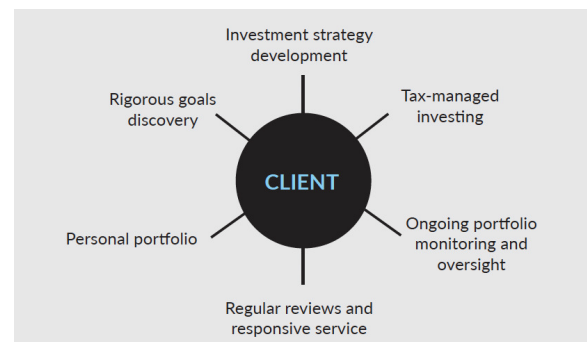 Investment strategy
development
Rigorous goals
discovery
Tax-managed
investing
CLIENT
Personal portfolio
Ongoing portfolio
monitoring and
oversight
Regular reviews and
responsive service